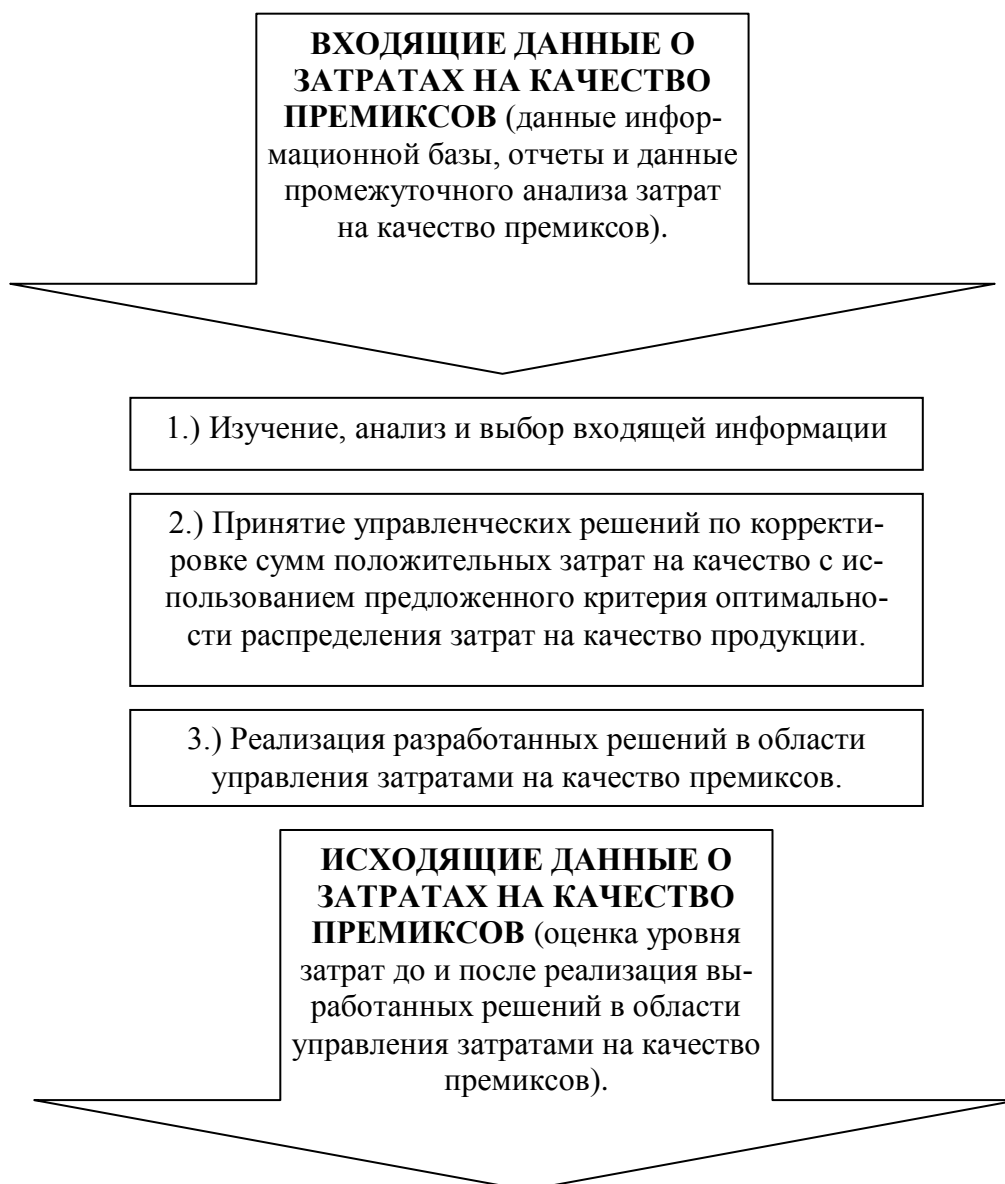 ВХОДЯЩИЕ ДАННЫЕ О
ЗАТРАТАХ НА КАЧЕСТВО
ПРЕМИКСОВ (данные инфор-
мационной базы, отчеты и данные
промежуточного анализа затрат
на качество премиксов).
1.) Изучение, анализ и выбор входящей информации
2.) Принятие управленческих решений по корректи-
ровке сумм положительных затрат на качество с ис-
пользованием предложенного критерия оптимально-
сти распределения затрат на качество продукции.
3.) Реализация разработанных решений в области
управления затратами на качество премиксов.
ИСХОДЯЩИЕ ДАННЫЕ О
ЗАТРАТАХ НА КАЧЕСТВО
ПРЕМИКСОВ (оценка уровня
затрат до и после реализация вы-
работанных решений в области
управления затратами на качество
премиксов).